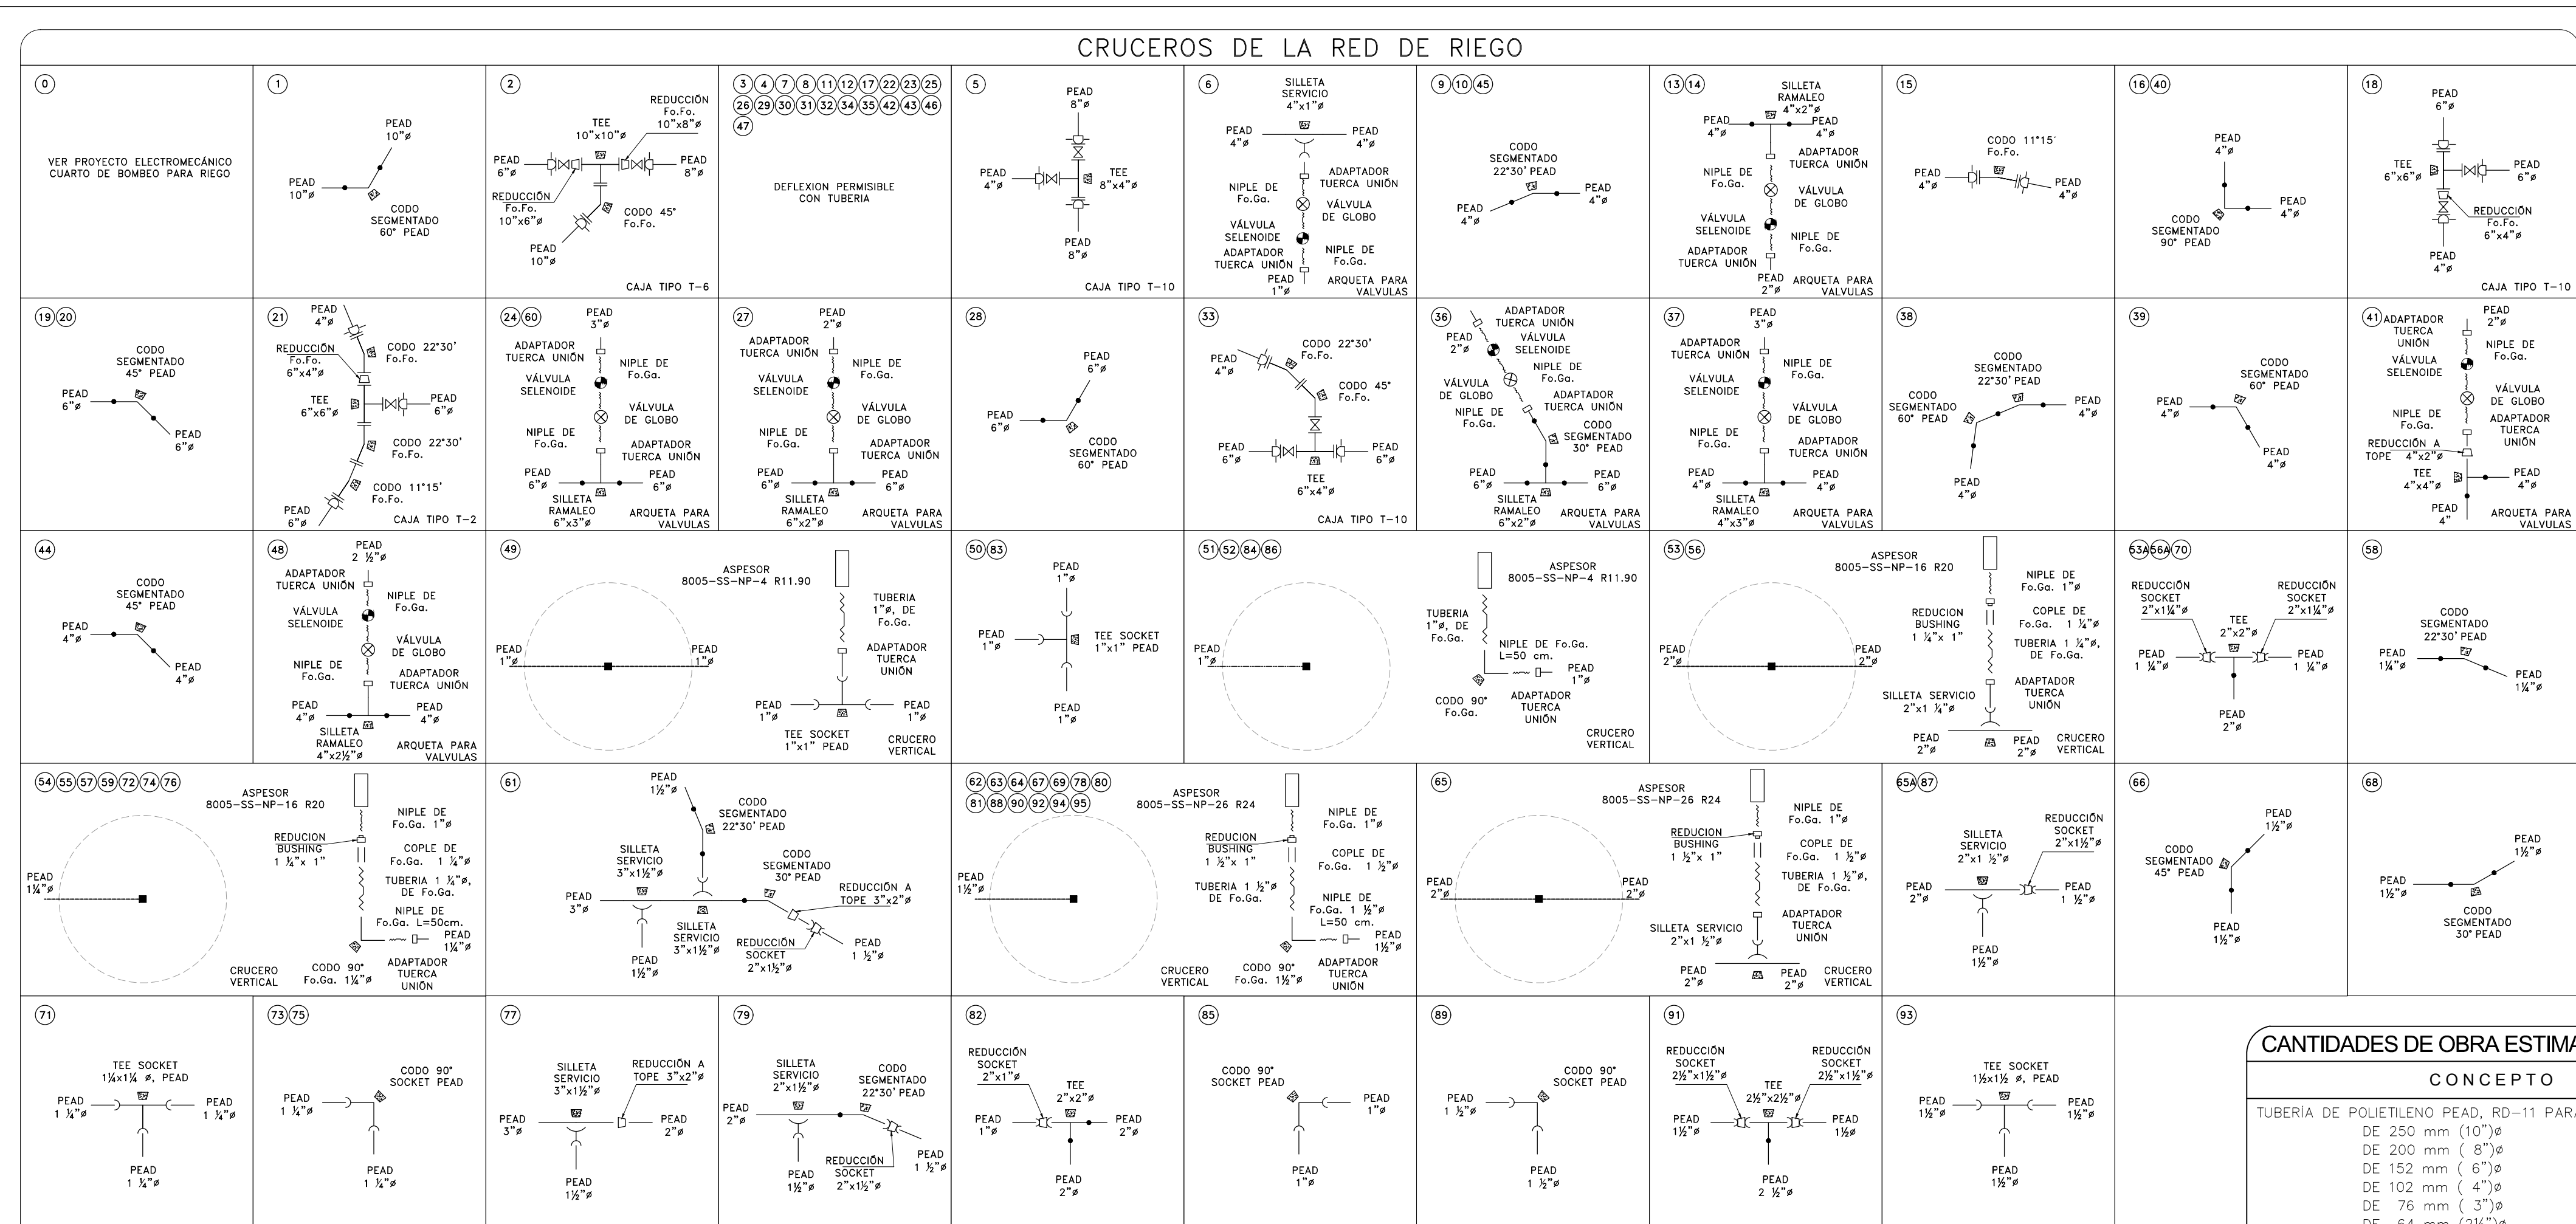 CRUCEROS DE LA RED DE RIEGO
0
VER PROYECTO ELECTROMECÁNICO
CUARTO DE BOMBEO PARA RIEGO
1
PEAD
10"ø
PEAD
10"ø
CODO
SEGMENTADO
60° PEAD
2
REDUCCIÓN
Fo.Fo.
10"x8"ø
TEE
10"x10"ø
PEAD
6"ø
PEAD
8"ø
REDUCCIÓN
Fo.Fo.
10"x6"ø
CODO 45°
Fo.Fo.
PEAD
10"ø
CAJA TIPO T-6
3 4 7 8 11 12 17 22 23 25
26 29 30 31 32 34 35 42 43 46
47
DEFLEXION PERMISIBLE
CON TUBERIA
5
PEAD
8"ø
PEAD
4"ø
TEE
8"x4"ø
PEAD
8"ø
CAJA TIPO T-10
6
SILLETA
SERVICIO
4"x1"ø
PEAD
4"ø
PEAD
4"ø
ADAPTADOR
TUERCA UNIÓN
NIPLE DE
Fo.Ga.
VÁLVULA
DE GLOBO
VÁLVULA
SELENOIDE
NIPLE DE
Fo.Ga.
ADAPTADOR
TUERCA UNIÓN
PEAD
1"ø
ARQUETA PARA
VALVULAS
9 10 45
CODO
SEGMENTADO
22°30' PEAD
PEAD
4"ø
PEAD
4"ø
13 14
SILLETA
RAMALEO
4"x2"ø
PEAD
4"ø
PEAD
4"ø
ADAPTADOR
TUERCA UNIÓN
NIPLE DE
Fo.Ga.
VÁLVULA
DE GLOBO
VÁLVULA
SELENOIDE
NIPLE DE
Fo.Ga.
ADAPTADOR
TUERCA UNIÓN
PEAD
2"ø
ARQUETA PARA
VALVULAS
15
CODO 11°15'
Fo.Fo.
PEAD
4"ø
PEAD
4"ø
16 40
PEAD
4"ø
PEAD
4"ø
CODO
SEGMENTADO
90° PEAD
18
PEAD
6"ø
TEE
6"x6"ø
PEAD
6"ø
REDUCCIÓN
Fo.Fo.
6"x4"ø
PEAD
4"ø
CAJA TIPO T-10
19 20
CODO
SEGMENTADO
45° PEAD
PEAD
6"ø
PEAD
6"ø
21
PEAD
4"ø
REDUCCIÓN
Fo.Fo.
6"x4"ø
CODO 22°30'
Fo.Fo.
TEE
6"x6"ø
PEAD
6"ø
CODO 22°30'
Fo.Fo.
CODO 11°15'
Fo.Fo.
PEAD
6"ø
CAJA TIPO T-2
24 60
PEAD
3"ø
ADAPTADOR
TUERCA UNIÓN
NIPLE DE
Fo.Ga.
VÁLVULA
SELENOIDE
VÁLVULA
DE GLOBO
NIPLE DE
Fo.Ga.
ADAPTADOR
TUERCA UNIÓN
PEAD
6"ø
PEAD
6"ø
SILLETA
RAMALEO
6"x3"ø
ARQUETA PARA
VALVULAS
27
PEAD
2"ø
ADAPTADOR
TUERCA UNIÓN
NIPLE DE
Fo.Ga.
VÁLVULA
SELENOIDE
VÁLVULA
DE GLOBO
NIPLE DE
Fo.Ga.
ADAPTADOR
TUERCA UNIÓN
PEAD
6"ø
PEAD
6"ø
SILLETA
RAMALEO
6"x2"ø
ARQUETA PARA
VALVULAS
28
PEAD
6"ø
PEAD
6"ø
CODO
SEGMENTADO
60° PEAD
33
CODO 22°30'
Fo.Fo.
PEAD
4"ø
CODO 45°
Fo.Fo.
PEAD
6"ø
PEAD
6"ø
TEE
6"x4"ø
CAJA TIPO T-10
36
ADAPTADOR
TUERCA UNIÓN
PEAD
2"ø
VÁLVULA
SELENOIDE
NIPLE DE
Fo.Ga.
VÁLVULA
DE GLOBO
ADAPTADOR
TUERCA UNIÓN
NIPLE DE
Fo.Ga.
CODO
SEGMENTADO
30° PEAD
PEAD
6"ø
PEAD
6"ø
SILLETA
RAMALEO
6"x2"ø
ARQUETA PARA
VALVULAS
37
PEAD
3"ø
ADAPTADOR
TUERCA UNIÓN
NIPLE DE
Fo.Ga.
VÁLVULA
SELENOIDE
VÁLVULA
DE GLOBO
NIPLE DE
Fo.Ga.
ADAPTADOR
TUERCA UNIÓN
PEAD
4"ø
PEAD
4"ø
SILLETA
RAMALEO
4"x3"ø
ARQUETA PARA
VALVULAS
38
CODO
SEGMENTADO
22°30' PEAD
CODO
SEGMENTADO
60° PEAD
PEAD
4"ø
PEAD
4"ø
39
CODO
SEGMENTADO
60° PEAD
PEAD
4"ø
PEAD
4"ø
41
ADAPTADOR
TUERCA
UNIÓN
PEAD
2"ø
NIPLE DE
Fo.Ga.
VÁLVULA
SELENOIDE
VÁLVULA
DE GLOBO
NIPLE DE
Fo.Ga.
ADAPTADOR
TUERCA
UNIÓN
REDUCCIÓN A
TOPE 4"x2"ø
TEE
4"x4"ø
PEAD
4"ø
PEAD
4"
ARQUETA PARA
VALVULAS
44
CODO
SEGMENTADO
45° PEAD
PEAD
4"ø
PEAD
4"ø
48
PEAD
2 ½"ø
ADAPTADOR
TUERCA UNIÓN
NIPLE DE
Fo.Ga.
VÁLVULA
SELENOIDE
VÁLVULA
DE GLOBO
NIPLE DE
Fo.Ga.
ADAPTADOR
TUERCA UNIÓN
PEAD
4"ø
PEAD
4"ø
SILLETA
RAMALEO
4"x2½"ø
ARQUETA PARA
VALVULAS
49
ASPESOR
8005-SS-NP-4 R11.90
TUBERIA
1"ø, DE
Fo.Ga.
PEAD
1"ø
PEAD
1"ø
ADAPTADOR
TUERCA
UNIÓN
PEAD
1"ø
PEAD
1"ø
TEE SOCKET
1"x1" PEAD
CRUCERO
VERTICAL
50 83
PEAD
1"ø
PEAD
1"ø
TEE SOCKET
1"x1" PEAD
PEAD
1"ø
51 52 84 86
ASPESOR
8005-SS-NP-4 R11.90
TUBERIA
1"ø, DE
Fo.Ga.
PEAD
1"ø
NIPLE DE Fo.Ga.
L=50 cm.
PEAD
1"ø
CODO 90°
Fo.Ga.
ADAPTADOR
TUERCA
UNIÓN
CRUCERO
VERTICAL
53 56
ASPESOR
8005-SS-NP-16 R20
NIPLE DE
Fo.Ga. 1"ø
REDUCION
BUSHING
1 ¼"x 1"
COPLE DE
Fo.Ga. 1 ¼"ø
TUBERIA 1 ¼"ø,
DE Fo.Ga.
PEAD
2"ø
PEAD
2"ø
SILLETA SERVICIO
2"x1 ¼"ø
ADAPTADOR
TUERCA
UNIÓN
PEAD
2"ø
PEAD
2"ø
CRUCERO
VERTICAL
53A 56A 70
REDUCCIÓN
SOCKET
2"x1¼"ø
REDUCCIÓN
SOCKET
2"x1¼"ø
TEE
2"x2"ø
PEAD
1 ¼"ø
PEAD
1 ¼"ø
PEAD
2"ø
58
CODO
SEGMENTADO
22°30' PEAD
PEAD
1¼"ø
PEAD
1¼"ø
54 55 57 59 72 74 76
ASPESOR
8005-SS-NP-16 R20
NIPLE DE
Fo.Ga. 1"ø
REDUCION
BUSHING
1 ¼"x 1"
COPLE DE
Fo.Ga. 1 ¼"ø
TUBERIA 1 ¼"ø,
DE Fo.Ga.
PEAD
1¼"ø
NIPLE DE
Fo.Ga. L=50cm.
PEAD
1¼"ø
CRUCERO
VERTICAL
CODO 90°
Fo.Ga. 1¼"ø
ADAPTADOR
TUERCA
UNIÓN
61
PEAD
1½"ø
CODO
SEGMENTADO
22°30' PEAD
SILLETA
SERVICIO
3"x1½"ø
CODO
SEGMENTADO
30° PEAD
REDUCCIÓN A
TOPE 3"x2"ø
PEAD
3"ø
SILLETA
SERVICIO
3"x1½"ø
REDUCCIÓN
SOCKET
2"x1½"ø
PEAD
1 ½"ø
PEAD
1½"ø
62 63 64 67 69 78 80
81 88 90 92 94 95
ASPESOR
8005-SS-NP-26 R24
NIPLE DE
Fo.Ga. 1"ø
REDUCION
BUSHING
1 ½"x 1"
COPLE DE
Fo.Ga. 1 ½"ø
PEAD
1½"ø
TUBERIA 1 ½"ø
DE Fo.Ga.
NIPLE DE
Fo.Ga. 1 ½"ø
L=50 cm.
PEAD
1½"ø
CRUCERO
VERTICAL
CODO 90°
Fo.Ga. 1½"ø
ADAPTADOR
TUERCA
UNIÓN
65
ASPESOR
8005-SS-NP-26 R24
NIPLE DE
Fo.Ga. 1"ø
REDUCION
BUSHING
1 ½"x 1"
COPLE DE
Fo.Ga. 1 ½"ø
TUBERIA 1 ½"ø,
DE Fo.Ga.
PEAD
2"ø
PEAD
2"ø
SILLETA SERVICIO
2"x1 ½"ø
ADAPTADOR
TUERCA
UNIÓN
PEAD
2"ø
PEAD
2"ø
CRUCERO
VERTICAL
65A 87
SILLETA
SERVICIO
2"x1 ½"ø
REDUCCIÓN
SOCKET
2"x1½"ø
PEAD
2"ø
PEAD
1 ½"ø
PEAD
1½"ø
66
PEAD
1½"ø
CODO
SEGMENTADO
45° PEAD
PEAD
1½"ø
68
PEAD
1½"ø
PEAD
1½"ø
CODO
SEGMENTADO
30° PEAD
71
TEE SOCKET
1¼x1¼ ø, PEAD
PEAD
1 ¼"ø
PEAD
1 ¼"ø
PEAD
1 ¼"ø
73 75
CODO 90°
SOCKET PEAD
PEAD
1 ¼"ø
PEAD
1 ¼"ø
77
SILLETA
SERVICIO
3"x1½"ø
REDUCCIÓN A
TOPE 3"x2"ø
PEAD
3"ø
PEAD
2"ø
PEAD
1½"ø
79
SILLETA
SERVICIO
2"x1½"ø
CODO
SEGMENTADO
22°30' PEAD
PEAD
2"ø
PEAD
1½"ø
REDUCCIÓN
SOCKET
2"x1½"ø
PEAD
1 ½"ø
82
REDUCCIÓN
SOCKET
2"x1"ø
TEE
2"x2"ø
PEAD
1"ø
PEAD
2"ø
PEAD
2"ø
85
CODO 90°
SOCKET PEAD
PEAD
1"ø
PEAD
1"ø
89
CODO 90°
SOCKET PEAD
PEAD
1 ½"ø
PEAD
1 ½"ø
91
REDUCCIÓN
SOCKET
2½"x1½"ø
REDUCCIÓN
SOCKET
2½"x1½"ø
TEE
2½"x2½"ø
PEAD
1½"ø
PEAD
1½ø
PEAD
2 ½"ø
93
TEE SOCKET
1½x1½ ø, PEAD
PEAD
1½"ø
PEAD
1½"ø
PEAD
1½"ø
CANTIDADES DE OBRA ESTIMA
CONCEPTO
TUBERÍA DE POLIETILENO PEAD, RD-11 PARA
DE 250 mm (10")ø
DE 200 mm ( 8")ø
DE 152 mm ( 6")ø
DE 102 mm ( 4")ø
DE 76 mm ( 3")ø
DE 64 mm (2½")ø